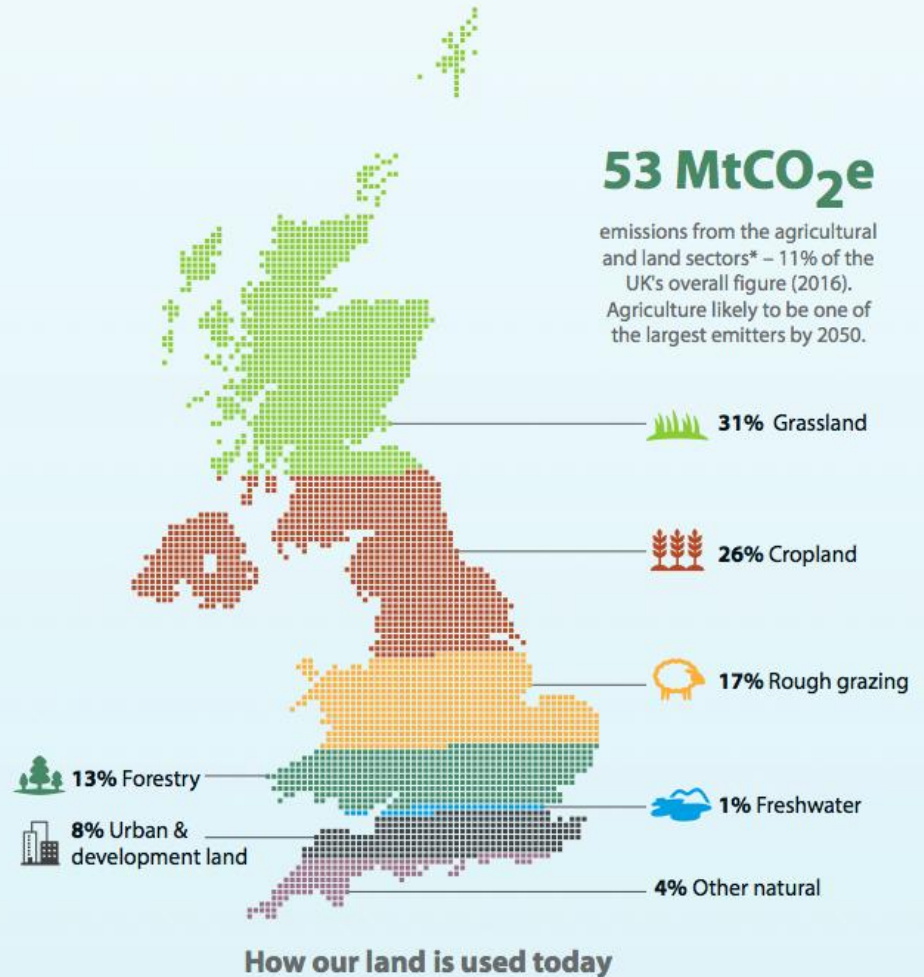 53 MtCO₂e
emissions from the agricultural
and land sectors* – 11% of the
UK's overall figure (2016).
Agriculture likely to be one of
the largest emitters by 2050.
31% Grassland
26% Cropland
17% Rough grazing
13% Forestry
1% Freshwater
8% Urban &
development land
4% Other natural
How our land is used today